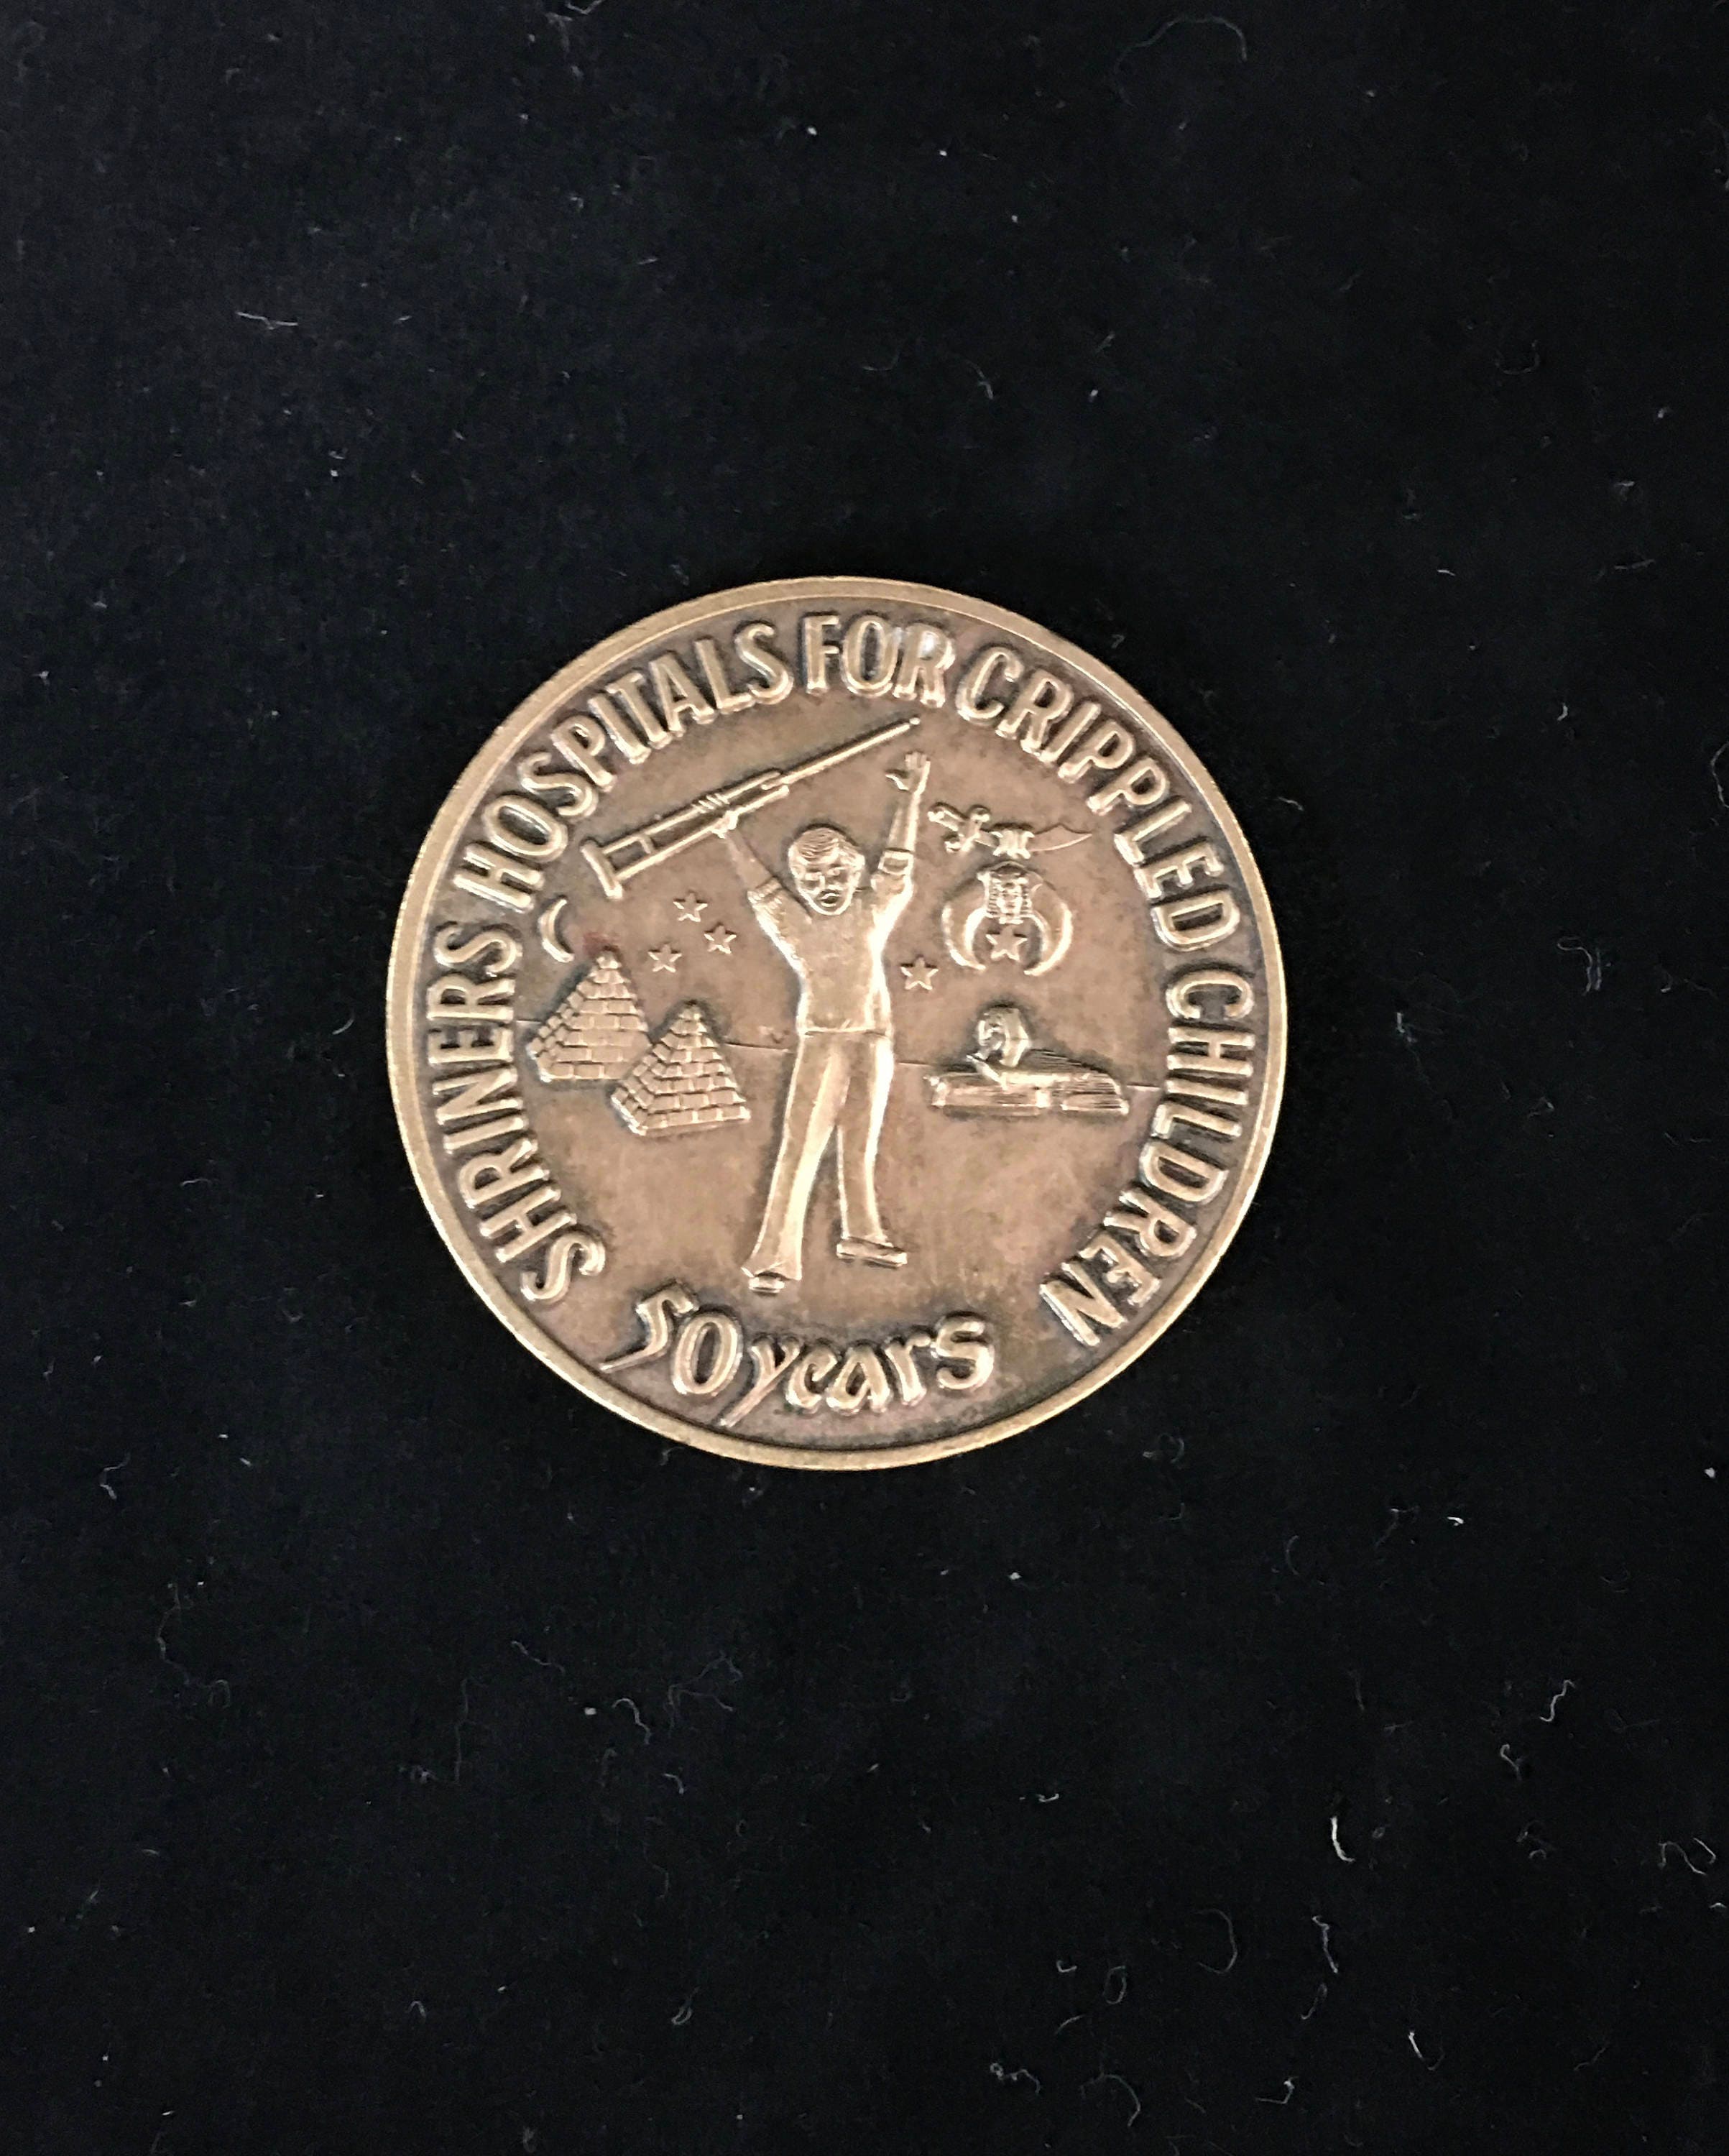 SHRINERS HOSPITALS FOR CRIPPLED CHILDREN
50 years